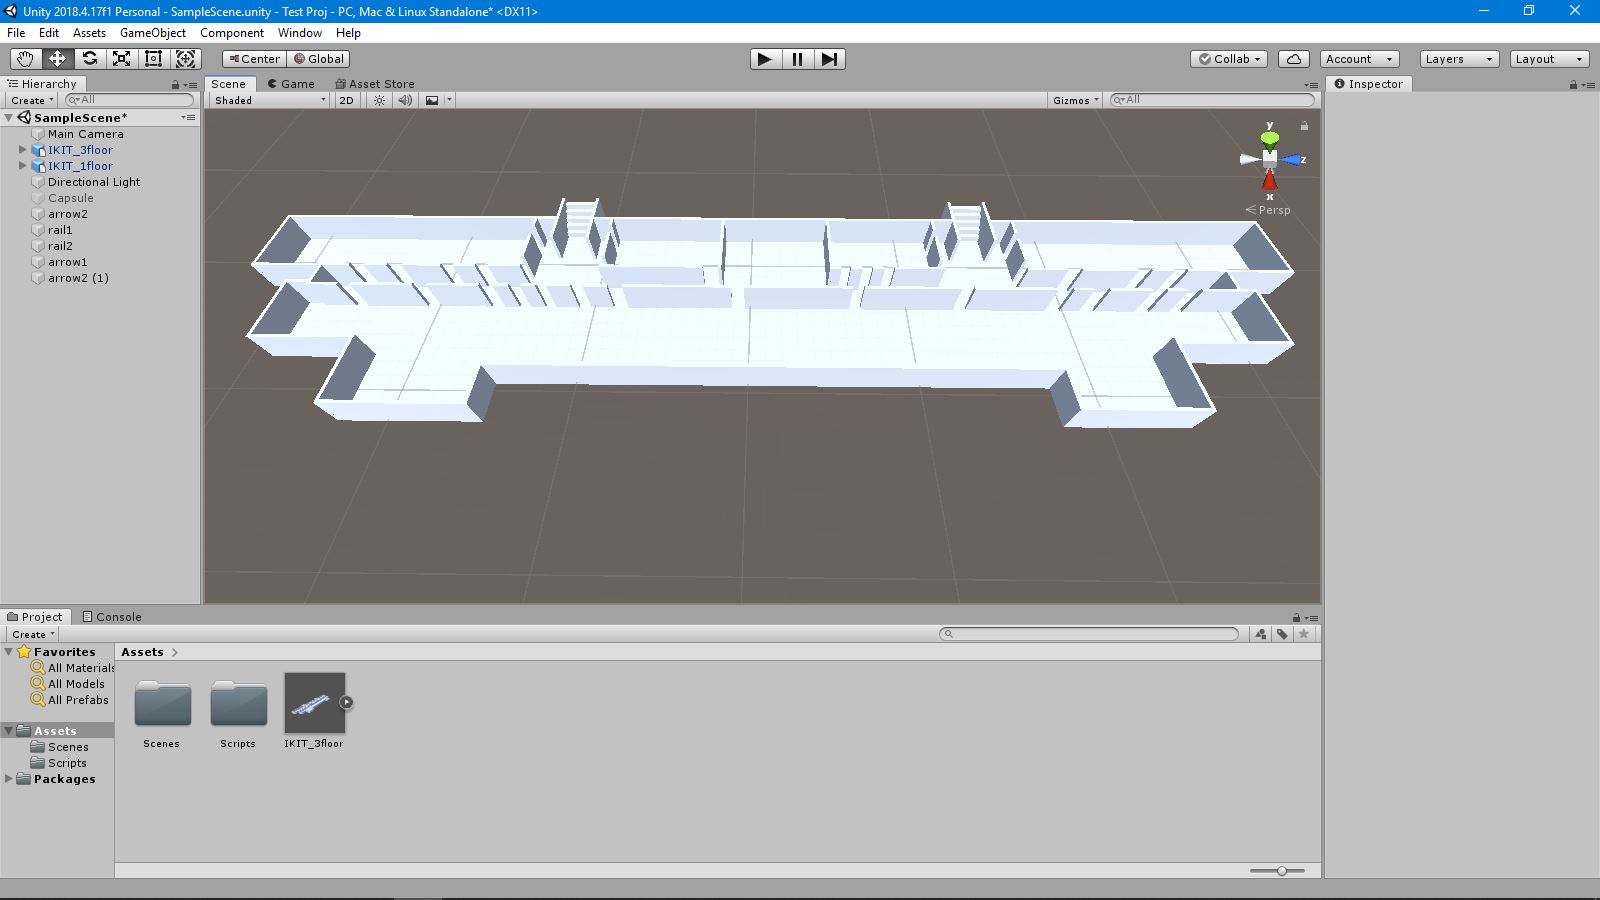 Unity 2018.4.17f1 Personal - SampleScene.unity - Test Proj - PC, Mac & Linux Standalone* <DX11>
File Edit Assets GameObject Component Window Help
Center Global Collab Account Layers Layout
Hierarchy
Create All
SampleScene*
Main Camera
IKIT_3floor
IKIT_1floor
Directional Light
Capsule
arrow2
rail1
rail2
arrow1
arrow2 (1)
Scene Game Asset Store
Shaded 2D Gizmos All
y
z
x
Persp
Inspector
Project Console
Create
Favorites
All Materials
All Models
All Prefabs
Assets
Scenes
Scripts
Packages
Assets
Scenes Scripts IKIT_3floor